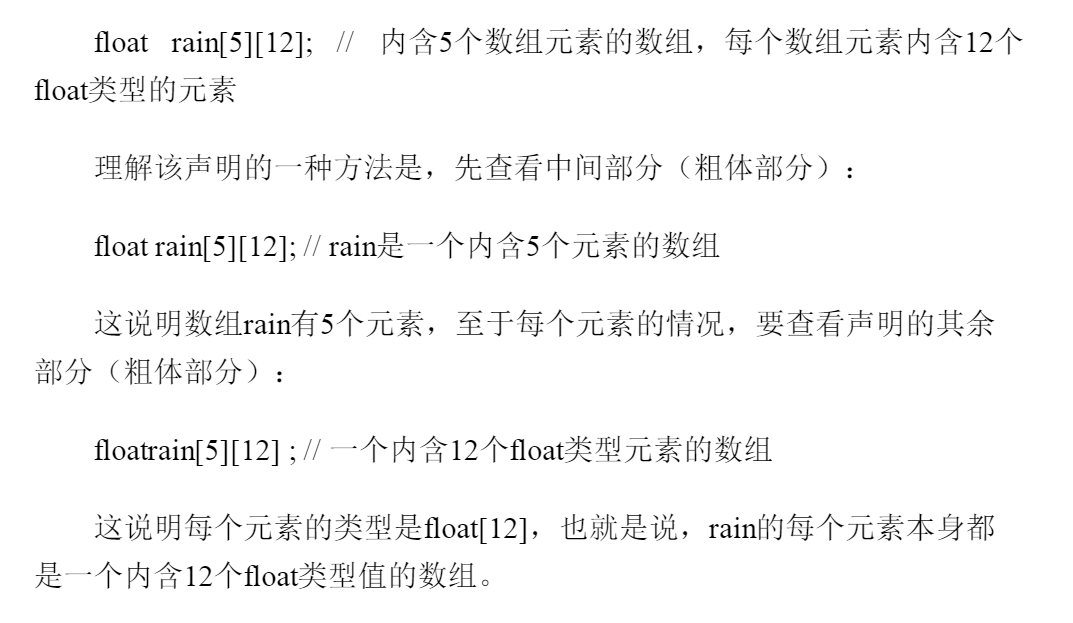 float rain[5][12]; // 内含5个数组元素的数组，每个数组元素内含12个
float类型的元素
理解该声明的一种方法是，先查看中间部分（粗体部分）：
float rain[5][12]; // rain是一个内含5个元素的数组
这说明数组rain有5个元素，至于每个元素的情况，要查看声明的其余
部分（粗体部分）：
floatrain[5][12] ; // 一个内含12个float类型元素的数组
这说明每个元素的类型是float[12]，也就是说，rain的每个元素本身都
是一个内含12个float类型值的数组。